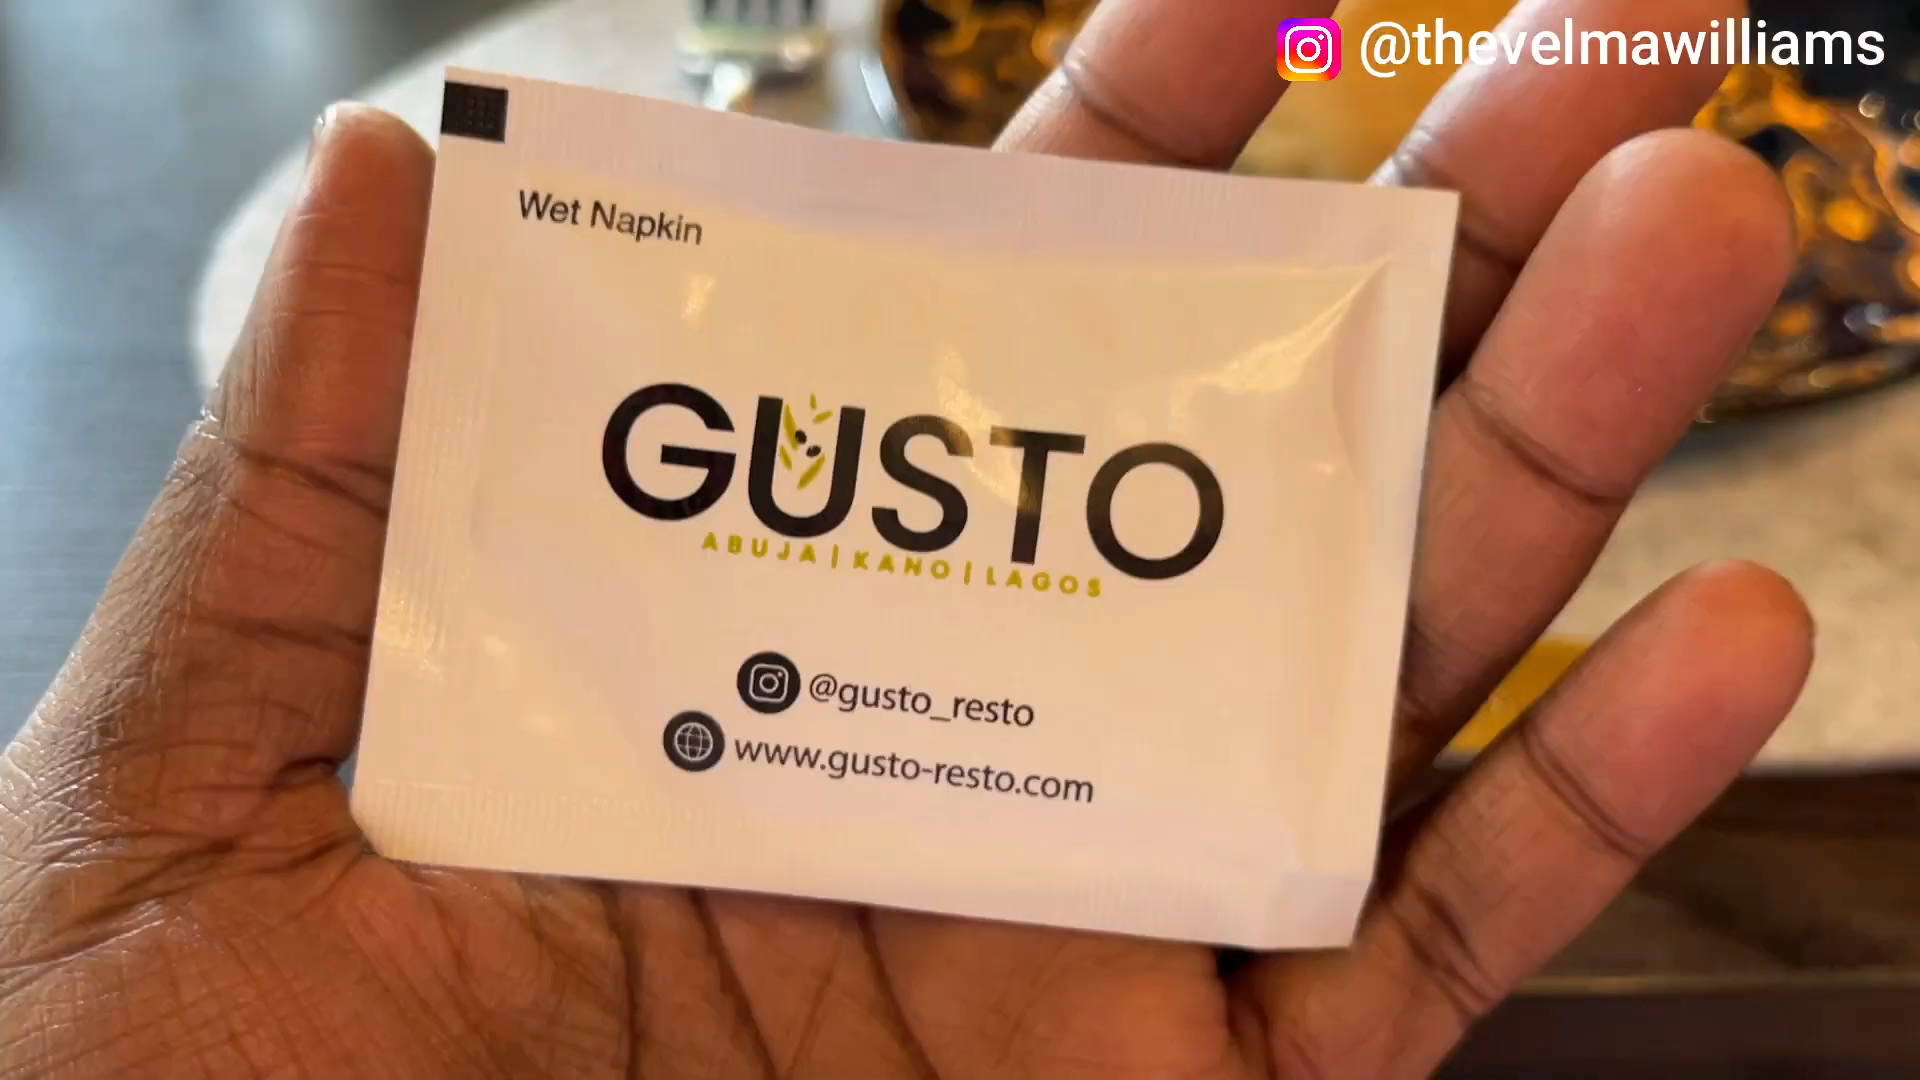 @thevelmawilliams
Wet Napkin
GUSTO
ABUJA | KANO | LAGOS
@gusto_resto
www.gusto-resto.com